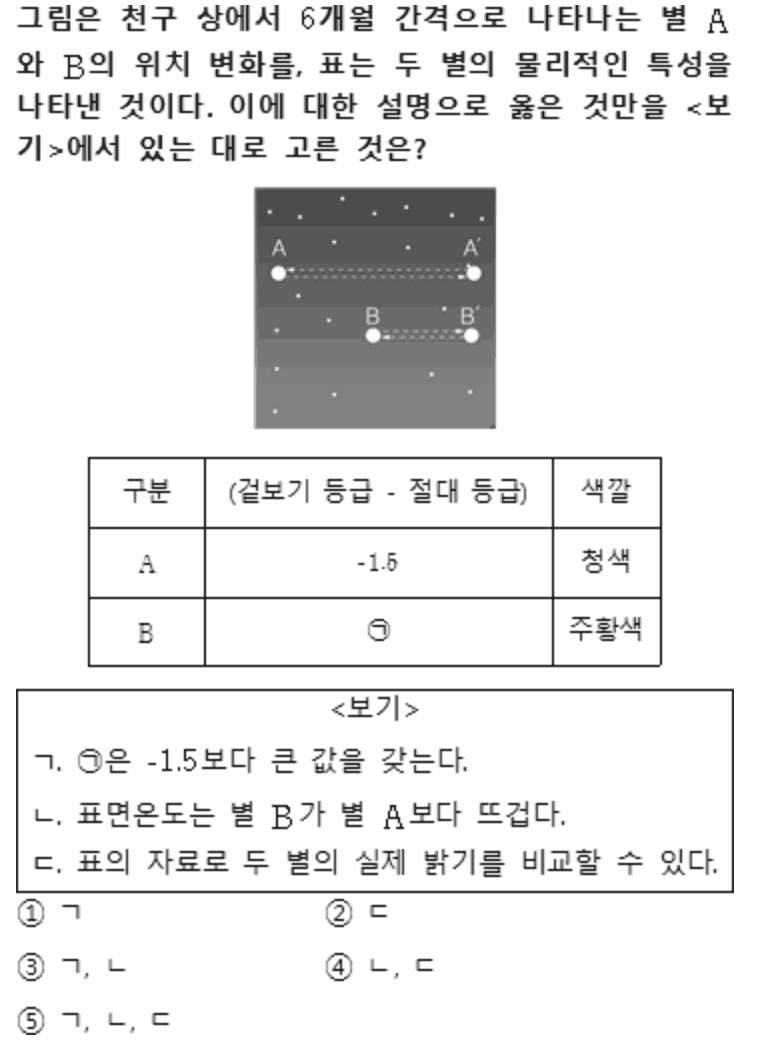 그림은 천구 상에서 6개월 간격으로 나타나는 별 A
와 B의 위치 변화를, 표는 두 별의 물리적인 특성을
나타낸 것이다. 이에 대한 설명으로 옳은 것만을 <보
기>에서 있는 대로 고른 것은?
A A´
B B´
구분 (겉보기 등급 - 절대 등급) 색깔
A -1.5 청색
B ㉠ 주황색
<보기>
ㄱ. ㉠은 -1.5보다 큰 값을 갖는다.
ㄴ. 표면온도는 별 B가 별 A보다 뜨겁다.
ㄷ. 표의 자료로 두 별의 실제 밝기를 비교할 수 있다.
① ㄱ ② ㄷ
③ ㄱ, ㄴ ④ ㄴ, ㄷ
⑤ ㄱ, ㄴ, ㄷ